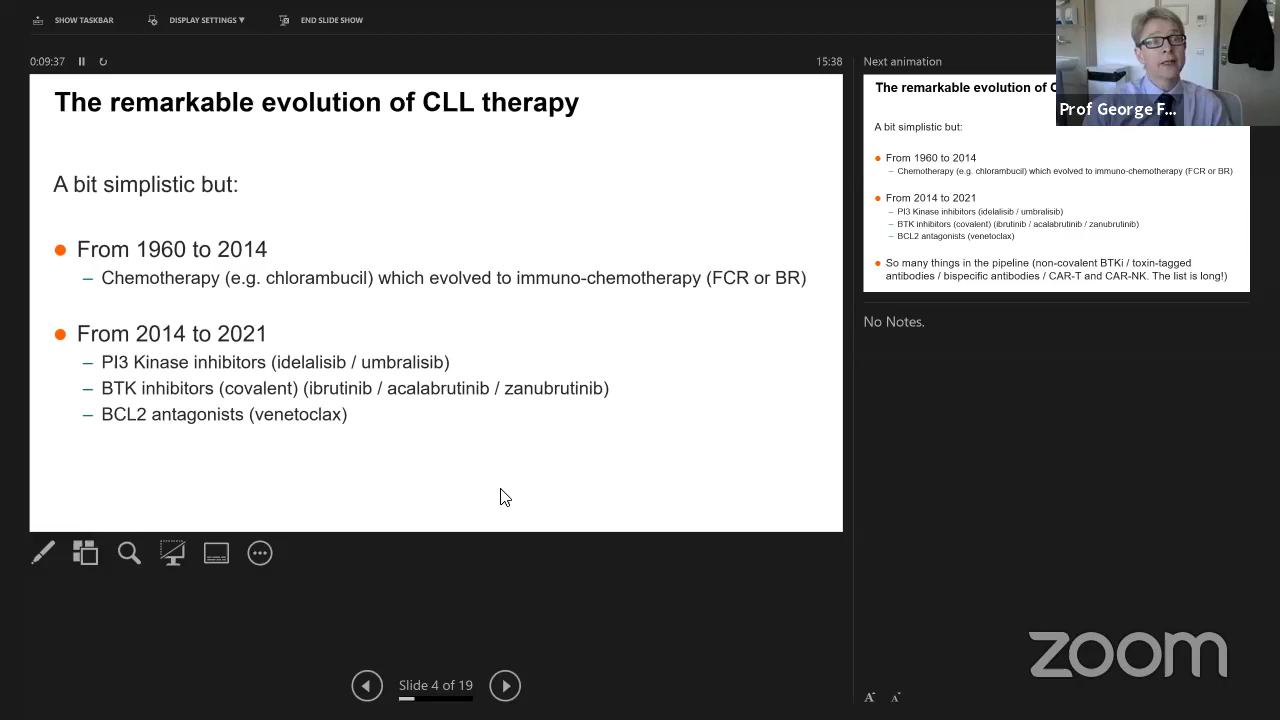 SHOW TASKBAR
DISPLAY SETTINGS ▼
END SLIDE SHOW
0:09:37
15:38
Next animation
The remarkable evolution of CLL therapy
A bit simplistic but:
From 1960 to 2014
– Chemotherapy (e.g. chlorambucil) which evolved to immuno-chemotherapy (FCR or BR)
From 2014 to 2021
– PI3 Kinase inhibitors (idelalisib / umbralisib)
– BTK inhibitors (covalent) (ibrutinib / acalabrutinib / zanubrutinib)
– BCL2 antagonists (venetoclax)
The remarkable evolution of C
Prof George F...
A bit simplistic but:
From 1960 to 2014
– Chemotherapy (e.g. chlorambucil) which evolved to immuno-chemotherapy (FCR or BR)
From 2014 to 2021
– PI3 Kinase inhibitors (idelalisib / umbralisib)
– BTK inhibitors (covalent) (ibrutinib / acalabrutinib / zanubrutinib)
– BCL2 antagonists (venetoclax)
So many things in the pipeline (non-covalent BTKi / toxin-tagged
antibodies / bispecific antibodies / CAR-T and CAR-NK. The list is long!)
No Notes.
Slide 4 of 19
zoom
A A